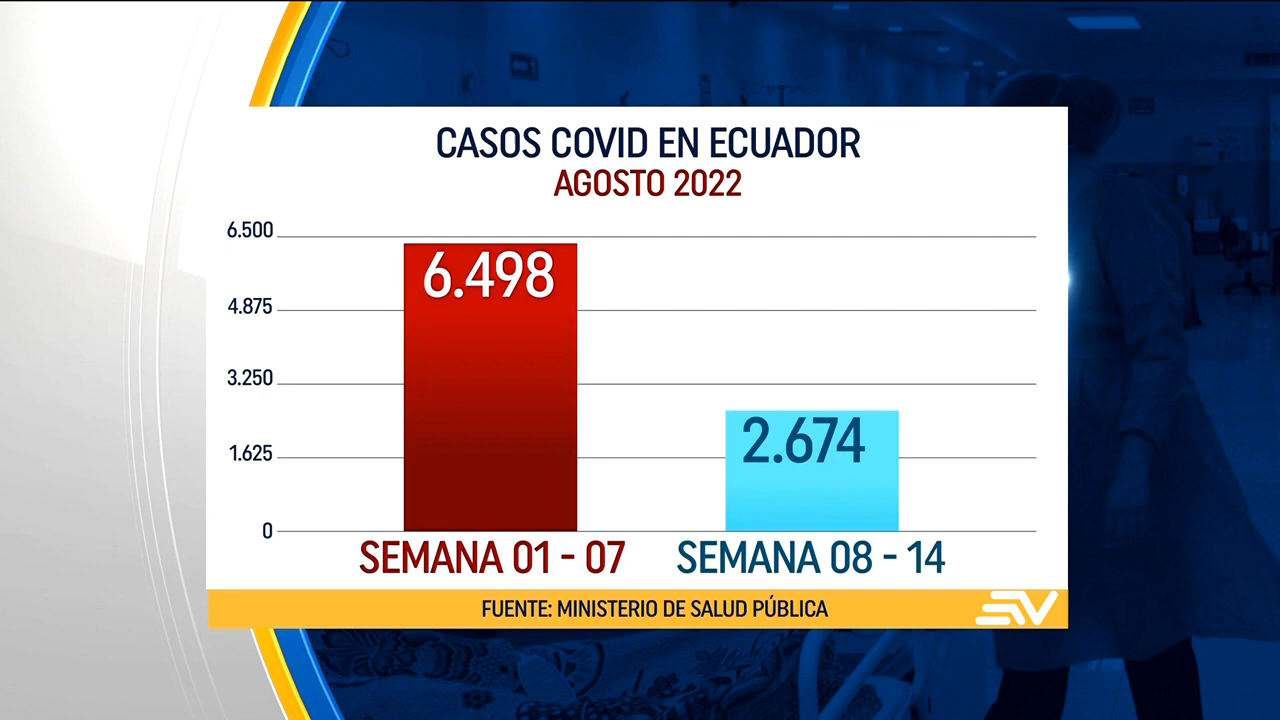 CASOS COVID EN ECUADOR
AGOSTO 2022
6.500
6.498
4.875
3.250
2.674
1.625
0
SEMANA 01 - 07
SEMANA 08 - 14
FUENTE: MINISTERIO DE SALUD PÚBLICA